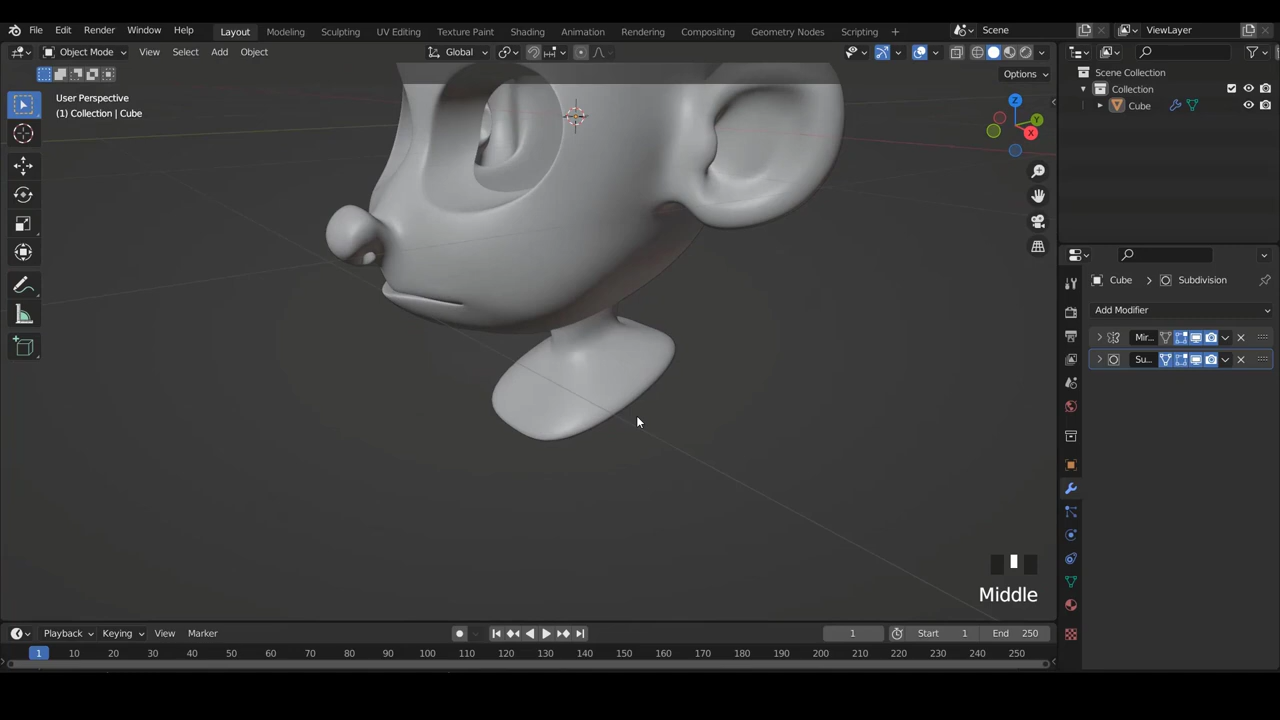 File Edit Render Window Help Layout Modeling Sculpting UV Editing Texture Paint Shading Animation Rendering Compositing Geometry Nodes Scripting + Scene ViewLayer
Object Mode View Select Add Object Global
Options
User Perspective
(1) Collection | Cube
Z
Y
X
Scene Collection
Collection
Cube
Cube > Subdivision
Add Modifier
Mir...
Su...
Middle
Playback Keying View Marker 1 Start 1 End 250
1 10 20 30 40 50 60 70 80 90 100 110 120 130 140 150 160 170 180 190 200 210 220 230 240 250